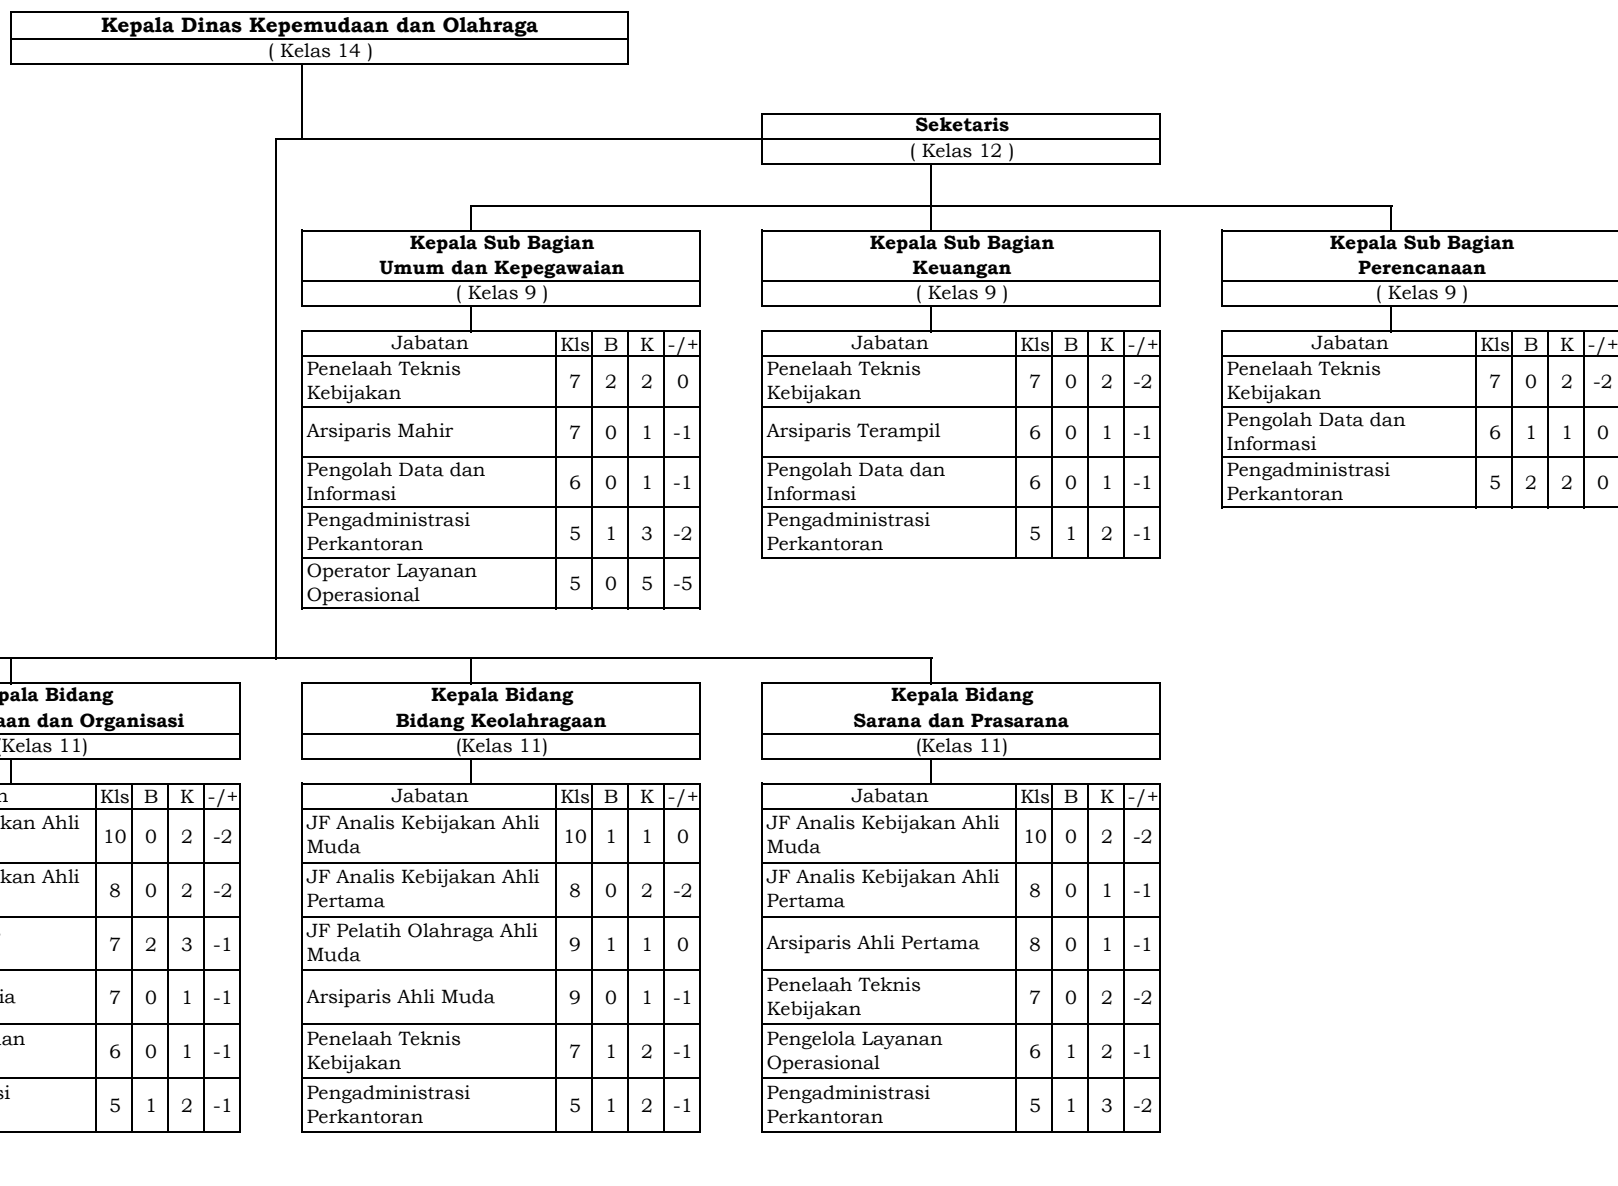 Kepala Dinas Kepemudaan dan Olahraga
( Kelas 14 )
Seketaris
( Kelas 12 )
Kepala Sub Bagian
Umum dan Kepegawaian
( Kelas 9 )
Jabatan Kls B K -/+
Penelaah Teknis
Kebijakan 7 2 2 0
Arsiparis Mahir 7 0 1 -1
Pengolah Data dan
Informasi 6 0 1 -1
Pengadministrasi
Perkantoran 5 1 3 -2
Operator Layanan
Operasional 5 0 5 -5
Kepala Sub Bagian
Keuangan
( Kelas 9 )
Jabatan Kls B K -/+
Penelaah Teknis
Kebijakan 7 0 2 -2
Arsiparis Terampil 6 0 1 -1
Pengolah Data dan
Informasi 6 0 1 -1
Pengadministrasi
Perkantoran 5 1 2 -1
Kepala Sub Bagian
Perencanaan
( Kelas 9 )
Jabatan Kls B K -/+
Penelaah Teknis
Kebijakan 7 0 2 -2
Pengolah Data dan
Informasi 6 1 1 0
Pengadministrasi
Perkantoran 5 2 2 0
pala Bidang
aan dan Organisasi
Kelas 11)
n Kls B K -/+
kan Ahli
10 0 2 -2
kan Ahli
8 0 2 -2
7 2 3 -1
ia 7 0 1 -1
an
6 0 1 -1
si
5 1 2 -1
Kepala Bidang
Bidang Keolahragaan
(Kelas 11)
Jabatan Kls B K -/+
JF Analis Kebijakan Ahli
Muda 10 1 1 0
JF Analis Kebijakan Ahli
Pertama 8 0 2 -2
JF Pelatih Olahraga Ahli
Muda 9 1 1 0
Arsiparis Ahli Muda 9 0 1 -1
Penelaah Teknis
Kebijakan 7 1 2 -1
Pengadministrasi
Perkantoran 5 1 2 -1
Kepala Bidang
Sarana dan Prasarana
(Kelas 11)
Jabatan Kls B K -/+
JF Analis Kebijakan Ahli
Muda 10 0 2 -2
JF Analis Kebijakan Ahli
Pertama 8 0 1 -1
Arsiparis Ahli Pertama 8 0 1 -1
Penelaah Teknis
Kebijakan 7 0 2 -2
Pengelola Layanan
Operasional 6 1 2 -1
Pengadministrasi
Perkantoran 5 1 3 -2